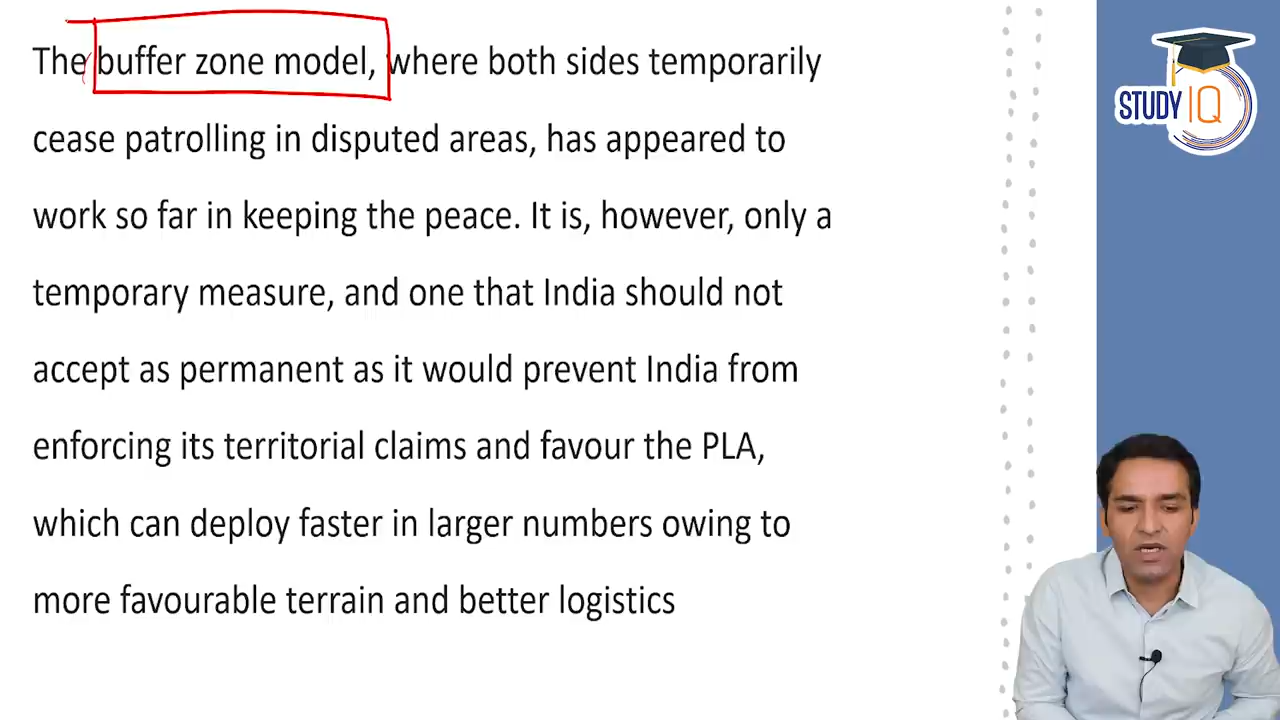 The buffer zone model, where both sides temporarily
cease patrolling in disputed areas, has appeared to
work so far in keeping the peace. It is, however, only a
temporary measure, and one that India should not
accept as permanent as it would prevent India from
enforcing its territorial claims and favour the PLA,
which can deploy faster in larger numbers owing to
more favourable terrain and better logistics
STUDY IQ